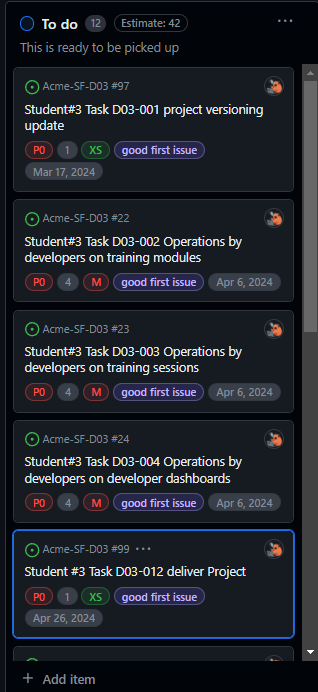 To do 12 Estimate: 42 ...
This is ready to be picked up
Acme-SF-D03 #97
Student#3 Task D03-001 project versioning
update
P0 1 XS good first issue
Mar 17, 2024
Acme-SF-D03 #22
Student#3 Task D03-002 Operations by
developers on training modules
P0 4 M good first issue Apr 6, 2024
Acme-SF-D03 #23
Student#3 Task D03-003 Operations by
developers on training sessions
P0 4 M good first issue Apr 6, 2024
Acme-SF-D03 #24
Student#3 Task D03-004 Operations by
developers on developer dashboards
P0 4 M good first issue Apr 6, 2024
Acme-SF-D03 #99 ...
Student #3 Task D03-012 deliver Project
P0 1 XS good first issue
Apr 26, 2024
+ Add item